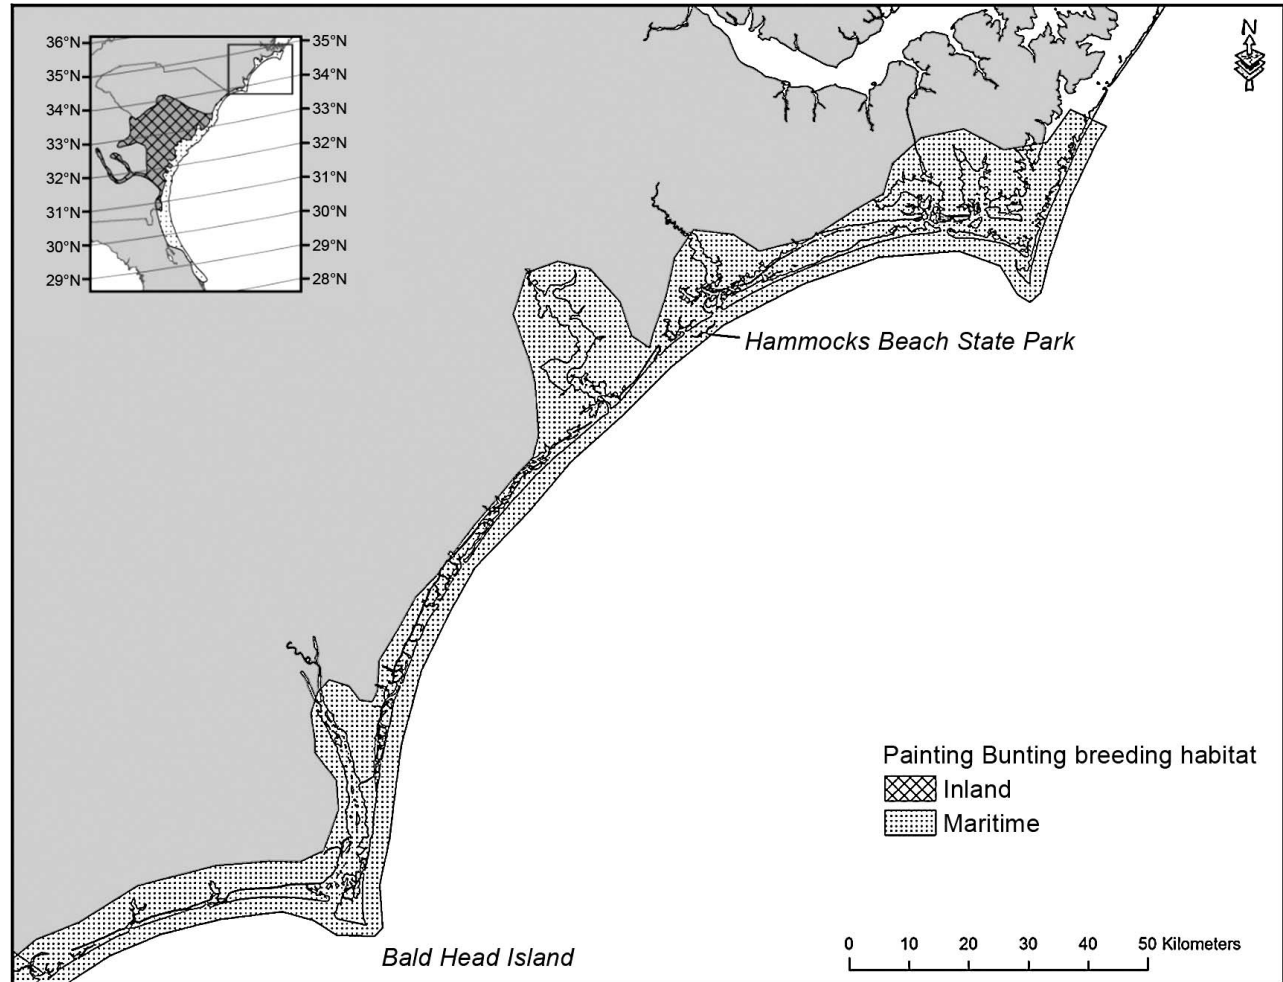 N
36°N
35°N
34°N
33°N
32°N
31°N
30°N
29°N
35°N
34°N
33°N
32°N
31°N
30°N
29°N
28°N
Hammocks Beach State Park
Painting Bunting breeding habitat
Inland
Maritime
Bald Head Island
0 10 20 30 40 50 Kilometers